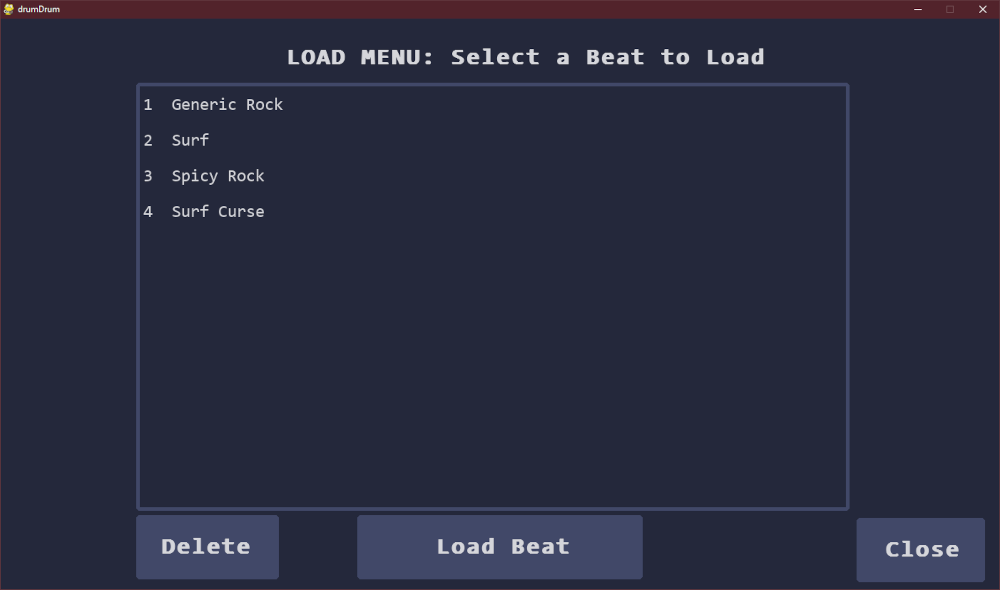 drumDrum
LOAD MENU: Select a Beat to Load
1 Generic Rock
2 Surf
3 Spicy Rock
4 Surf Curse
Delete
Load Beat
Close